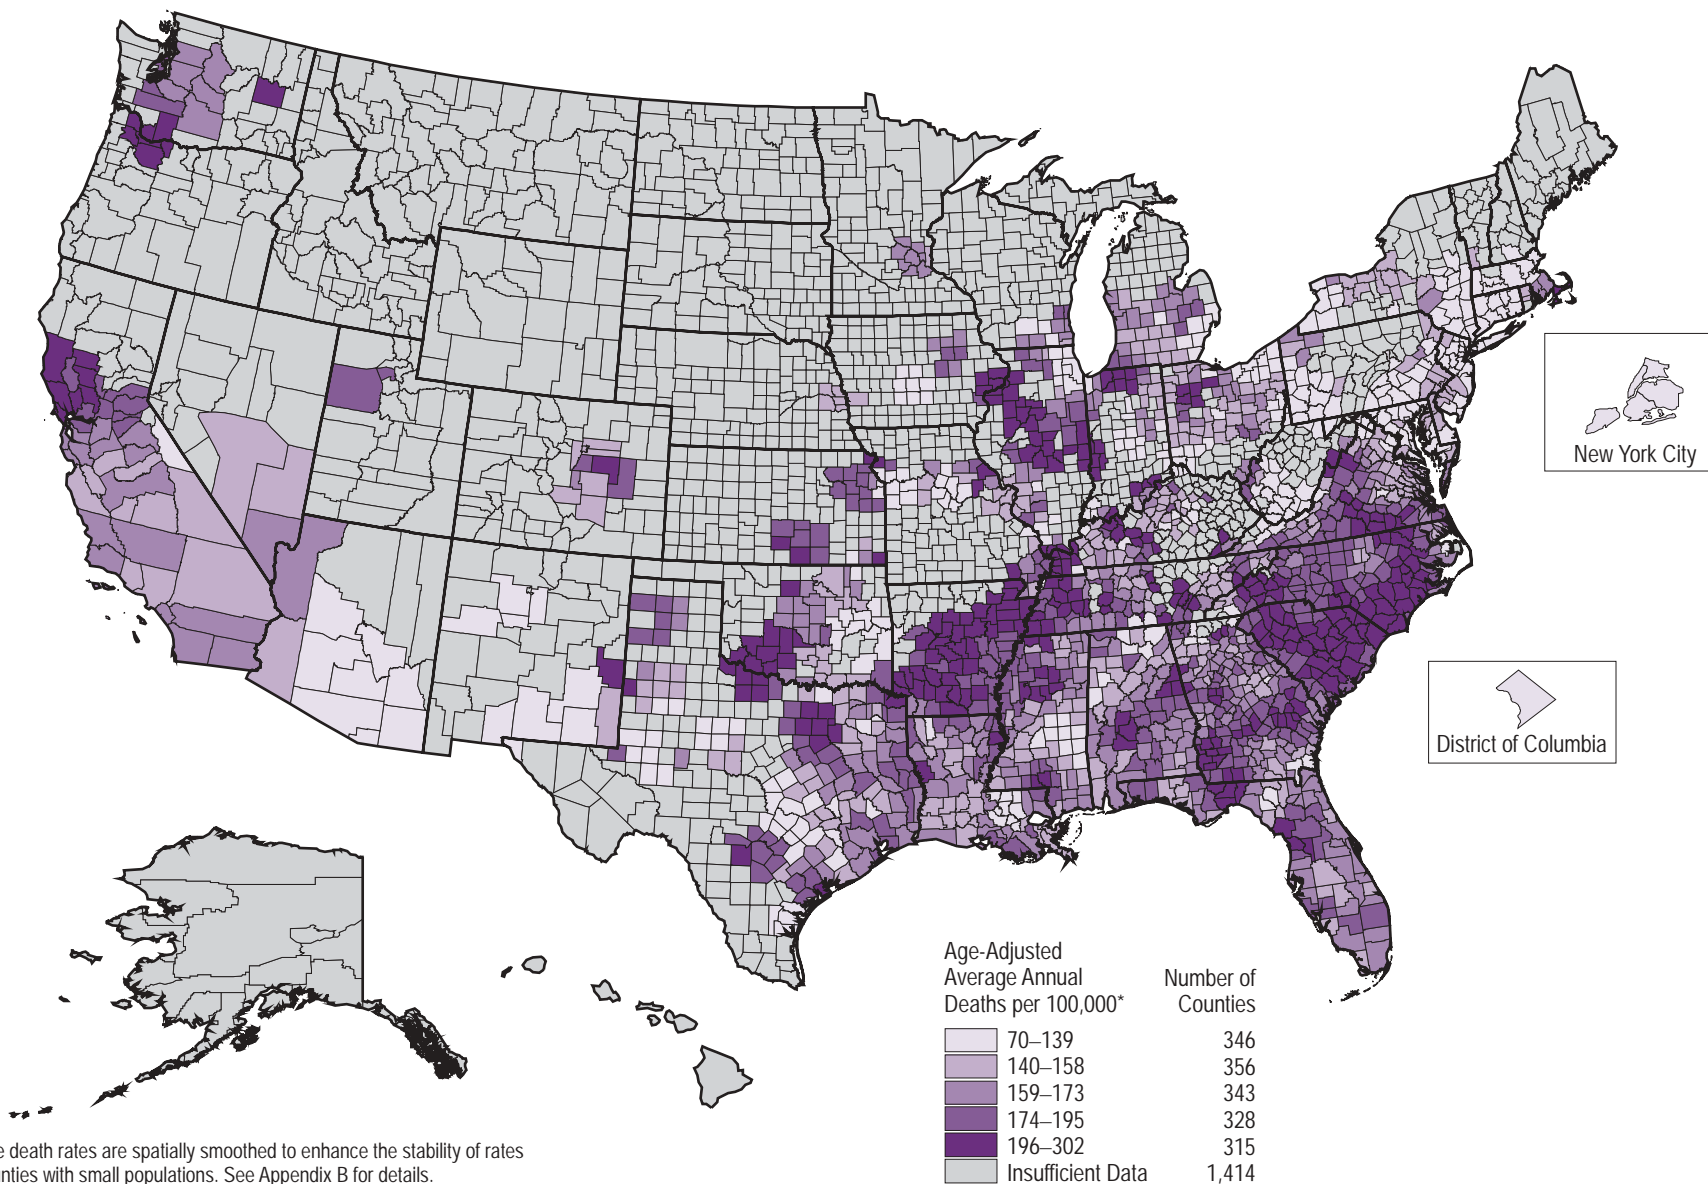 New York City
District of Columbia
Age-Adjusted
Average Annual
Deaths per 100,000*
Number of
Counties
70–139 346
140–158 356
159–173 343
174–195 328
196–302 315
Insufficient Data 1,414
e death rates are spatially smoothed to enhance the stability of rates
nties with small populations. See Appendix B for details.